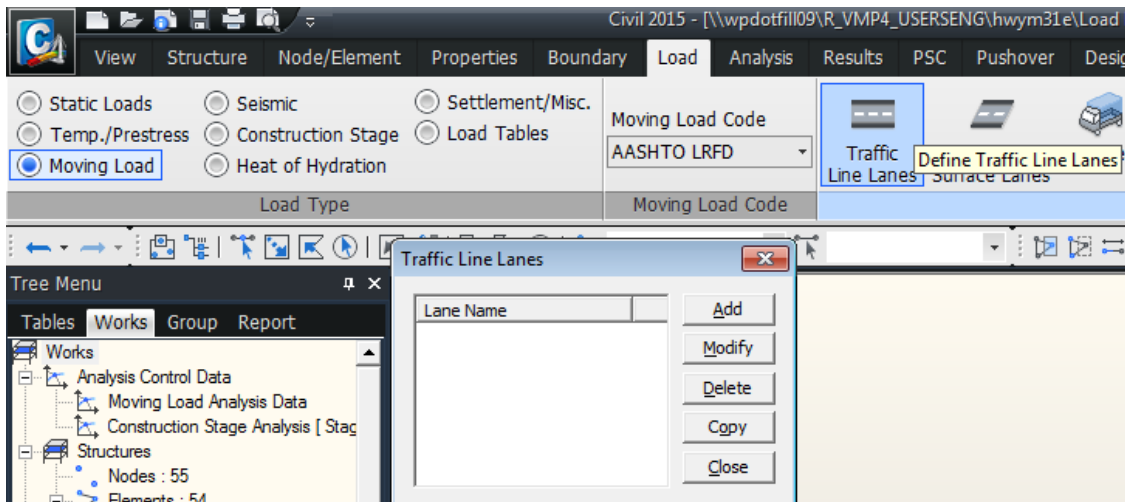 Civil 2015 - [\\wpdotfill09\R_VMP4_USERSENG\hwym31e\Load
View Structure Node/Element Properties Boundary Load Analysis Results PSC Pushover
Static Loads Seismic Settlement/Misc.
Temp./Prestress Construction Stage Load Tables
Moving Load Heat of Hydration
Load Type
Moving Load Code
AASHTO LRFD
Moving Load Code
Traffic
Line Lanes
Define Traffic Line Lanes
Surface Lanes
Tree Menu
Tables Works Group Report
Works
Analysis Control Data
Moving Load Analysis Data
Construction Stage Analysis [ Stag
Structures
Nodes : 55
Elements : 54
Traffic Line Lanes
Lane Name
Add
Modify
Delete
Copy
Close